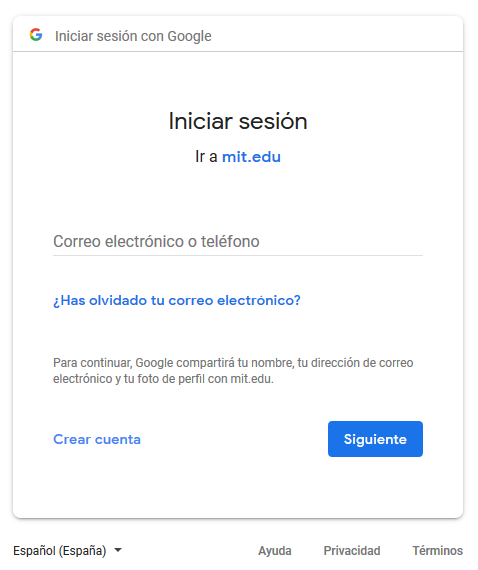 Iniciar sesión con Google
Iniciar sesión
Ir a mit.edu
Correo electrónico o teléfono
¿Has olvidado tu correo electrónico?
Para continuar, Google compartirá tu nombre, tu dirección de correo
electrónico y tu foto de perfil con mit.edu.
Crear cuenta
Siguiente
Español (España)
Ayuda
Privacidad
Términos